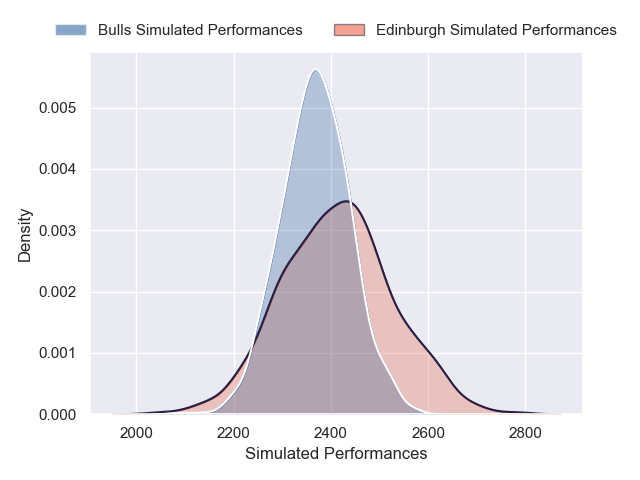 Bulls Simulated Performances Edinburgh Simulated Performances
0.005
0.004
0.003
0.002
0.001
0.000
Density
2000 2200 2400 2600 2800
Simulated Performances